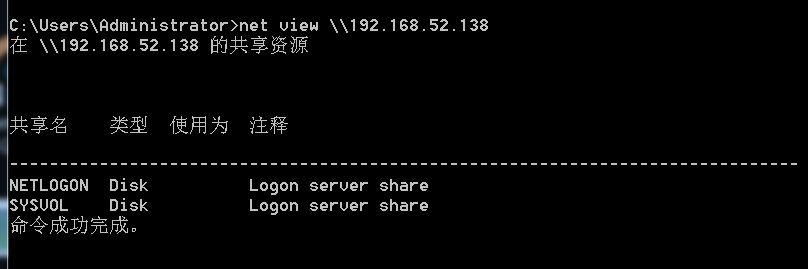 C:\Users\Administrator>net view \\192.168.52.138
在 \\192.168.52.138 的共享资源
共享名 类型 使用为 注释
-------------------------------------------------------------------------------
NETLOGON Disk Logon server share
SYSVOL Disk Logon server share
命令成功完成。